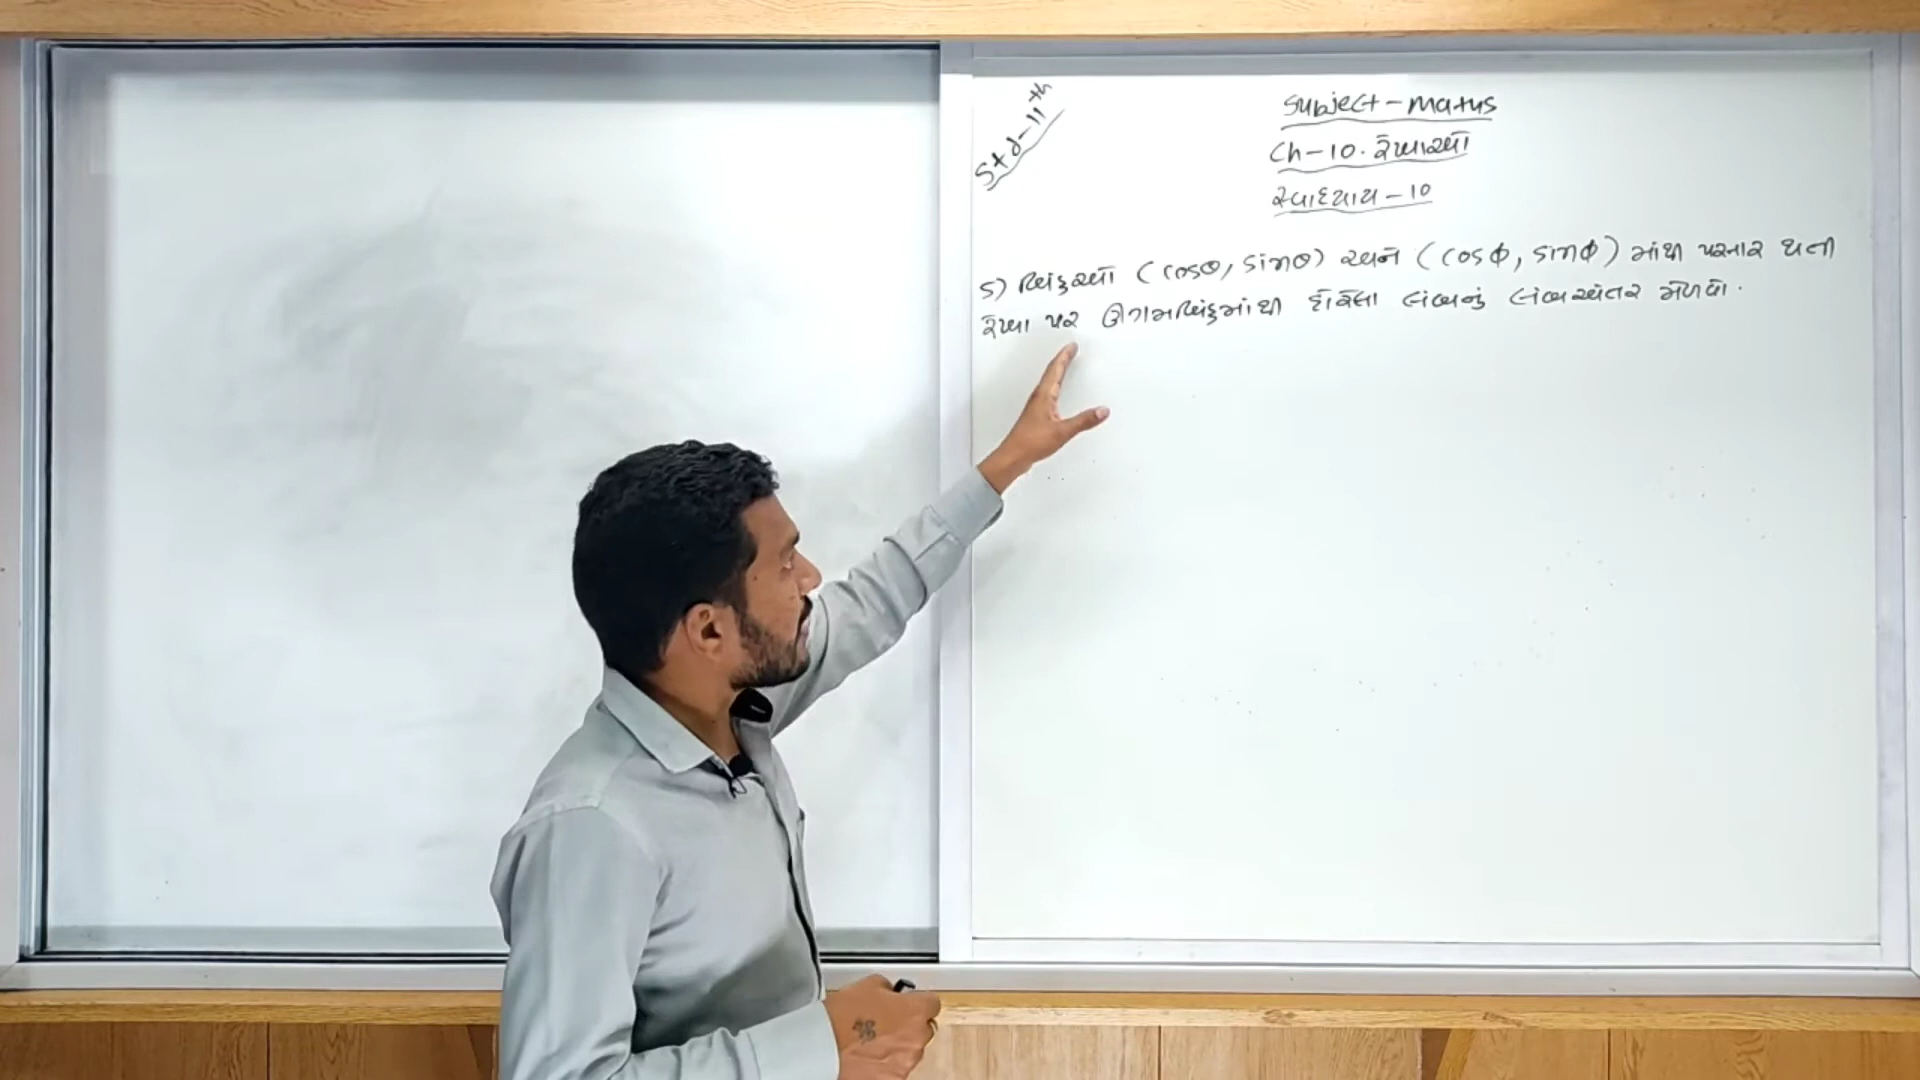 Std-11th
Subject-Maths
Ch-10. રેખાઓ
સ્વાધ્યાય-10
5) બિંદુઓ (cosθ, sinθ) અને (cosϕ, sinϕ) માંથી પસાર થતી
રેખા પર ઊગમબિંદુમાંથી દોરેલા લંબનું લંબઅંતર મેળવો.